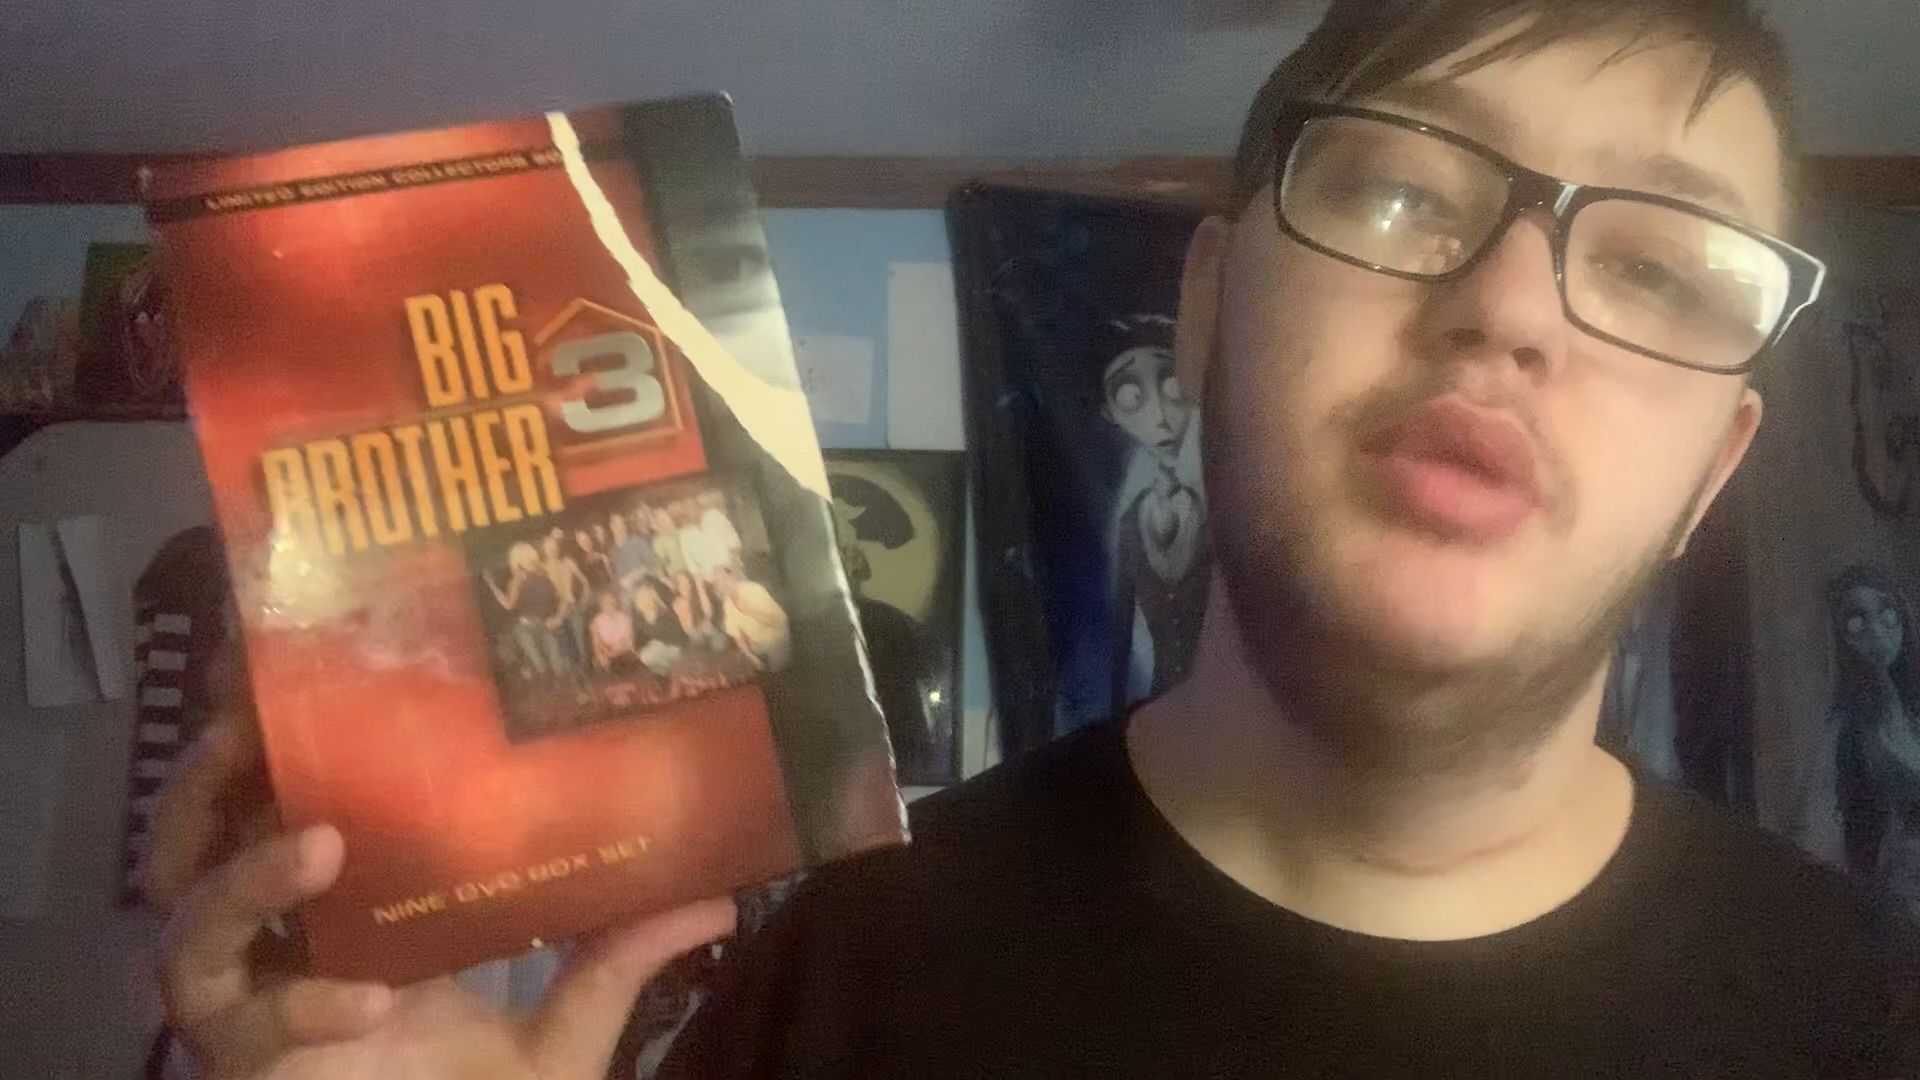 LIMITED EDITION COLLECTORS
BIG
BROTHER
3
NINE DVD BOX SET